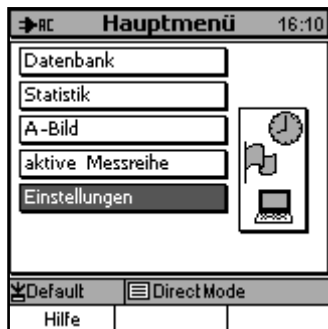 AC Hauptmenü 16:10
Datenbank
Statistik
A-Bild
aktive Messreihe
Einstellungen
Default Direct Mode
Hilfe